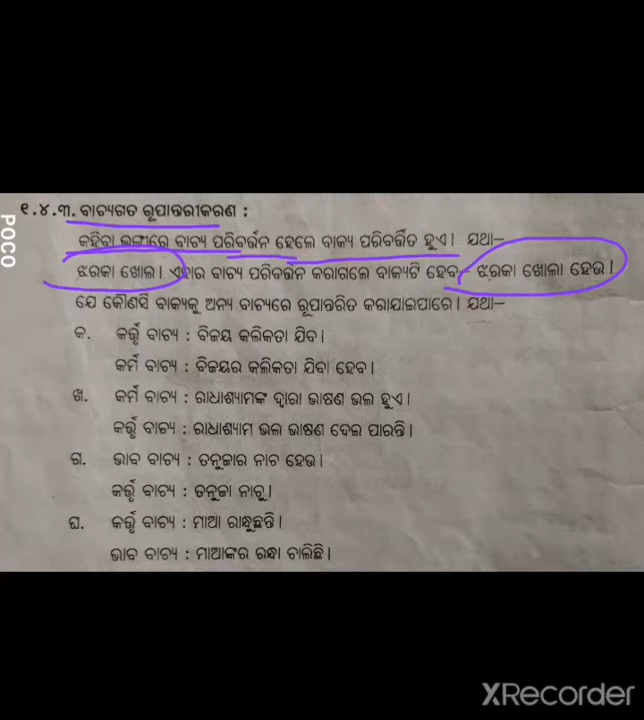 ୧.୪.୩. ବାଚ୍ୟଗତ ରୂପାନ୍ତରୀକରଣ :
କହିବା ଭଙ୍ଗୀରେ ବାଚ୍ୟ ପରିବର୍ତ୍ତନ ହେଲେ ବାକ୍ୟ ପରିବର୍ତ୍ତିତ ହୁଏ। ଯଥା–
ଝରକା ଖୋଲ। ଏହାର ବାଚ୍ୟ ପରିବର୍ତ୍ତନ କରାଗଲେ ବାକ୍ୟଟି ହେବ– ଝରକା ଖୋଲା ହେଉ।
ଯେ କୌଣସି ବାକ୍ୟକୁ ଅନ୍ୟ ବାଚ୍ୟରେ ରୂପାନ୍ତରିତ କରାଯାଇପାରେ। ଯଥା–
କ. କର୍ତ୍ତୃ ବାଚ୍ୟ : ବିଜୟ କଲିକତା ଯିବ।
କର୍ମ ବାଚ୍ୟ : ବିଜୟର କଲିକତା ଯିବା ହେବ।
ଖ. କର୍ମ ବାଚ୍ୟ : ରାଧାଶ୍ୟାମଙ୍କ ଦ୍ୱାରା ଭାଷଣ ଭଲ ହୁଏ।
କର୍ତ୍ତୃ ବାଚ୍ୟ : ରାଧାଶ୍ୟାମ ଭଲ ଭାଷଣ ଦେଇ ପାରନ୍ତି।
ଗ. ଭାବ ବାଚ୍ୟ : ତନୁଜାର ନାଚ ହେଉ।
କର୍ତ୍ତୃ ବାଚ୍ୟ : ତନୁଜା ନାଚୁ।
ଘ. କର୍ତ୍ତୃ ବାଚ୍ୟ : ମାଆ ରାନ୍ଧୁଛନ୍ତି।
ଭାବ ବାଚ୍ୟ : ମାଆଙ୍କର ରନ୍ଧା ଚାଲିଛି।
POCO
XRecorder